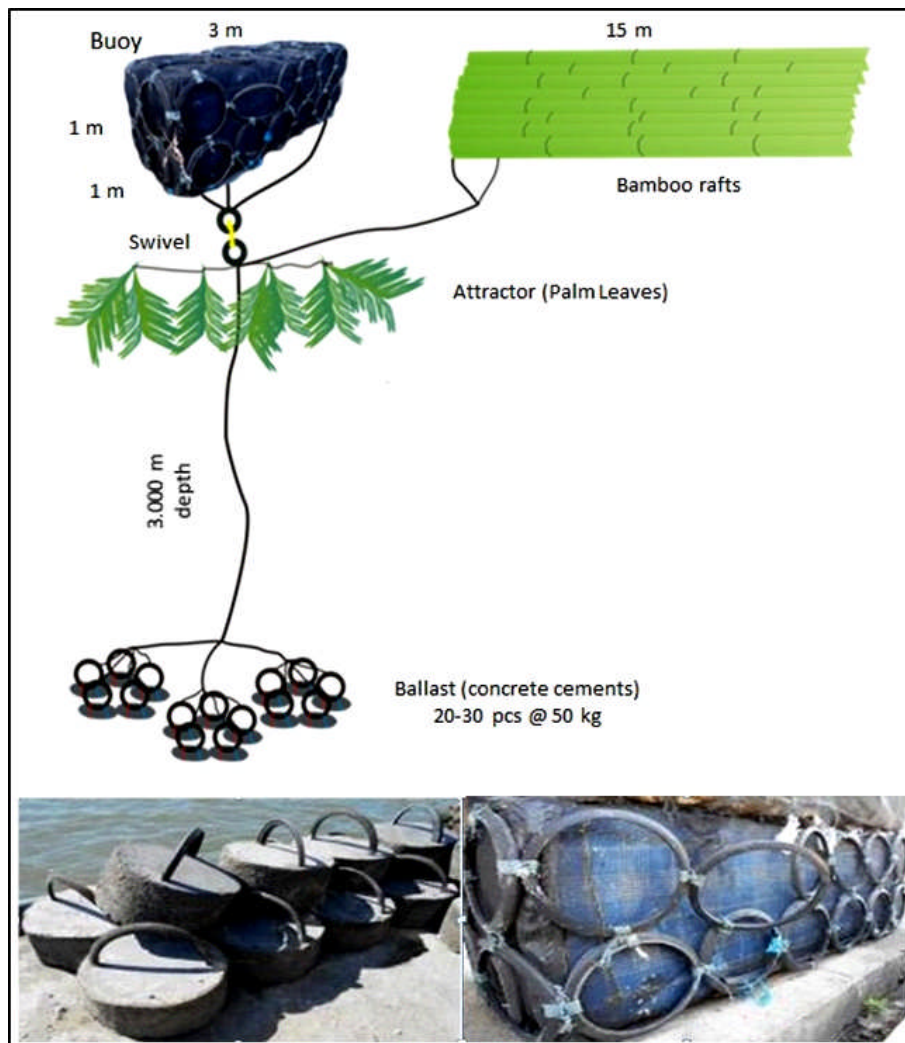 3 m
15 m
Buoy
1 m
1 m
Bamboo rafts
Swivel
Attractor (Palm Leaves)
3.000 m
depth
Ballast (concrete cements)
20-30 pcs @ 50 kg